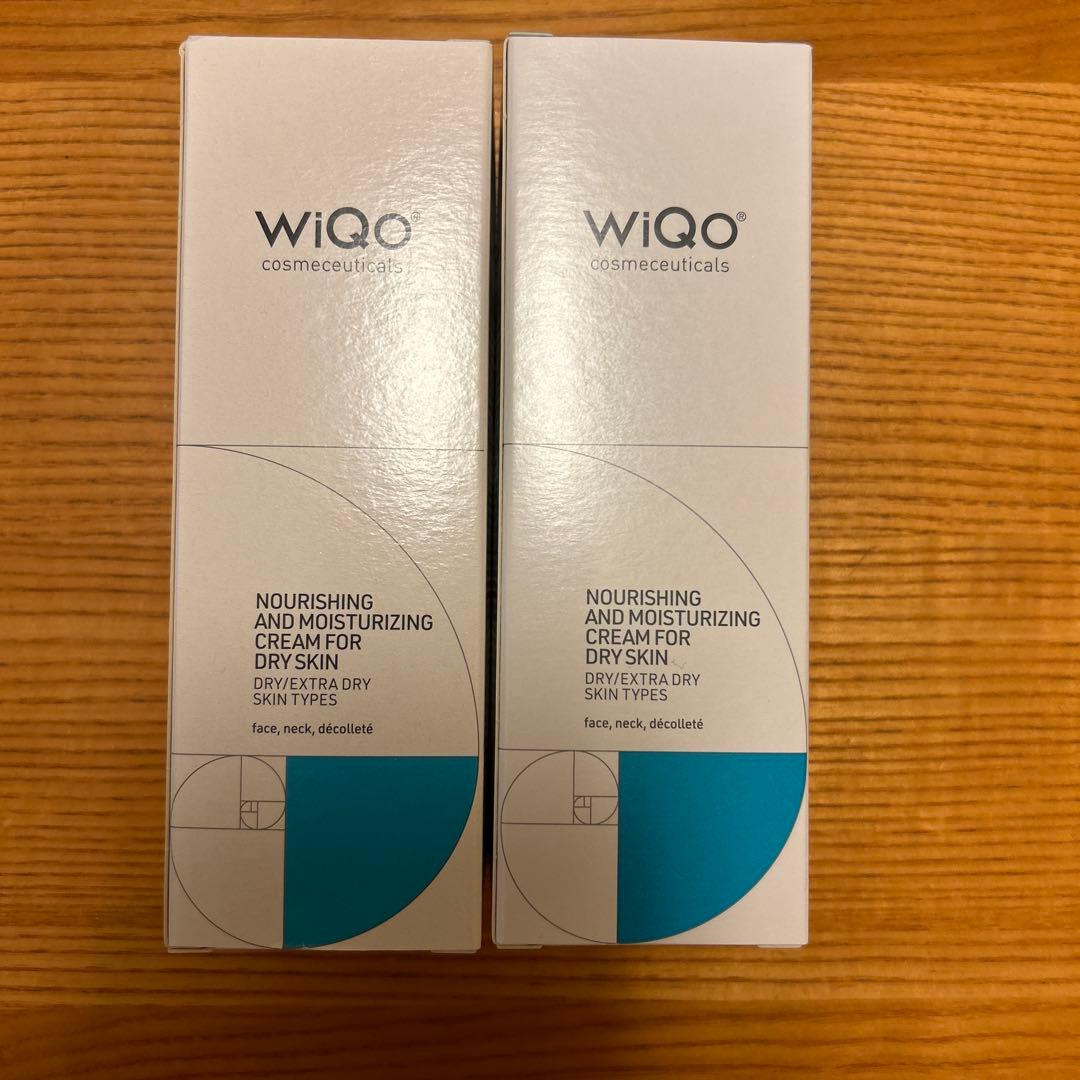 WiQo®
cosmeceuticals
NOURISHING
AND MOISTURIZING
CREAM FOR
DRY SKIN
DRY/EXTRA DRY
SKIN TYPES
face, neck, décolleté
WiQo®
cosmeceuticals
NOURISHING
AND MOISTURIZING
CREAM FOR
DRY SKIN
DRY/EXTRA DRY
SKIN TYPES
face, neck, décolleté